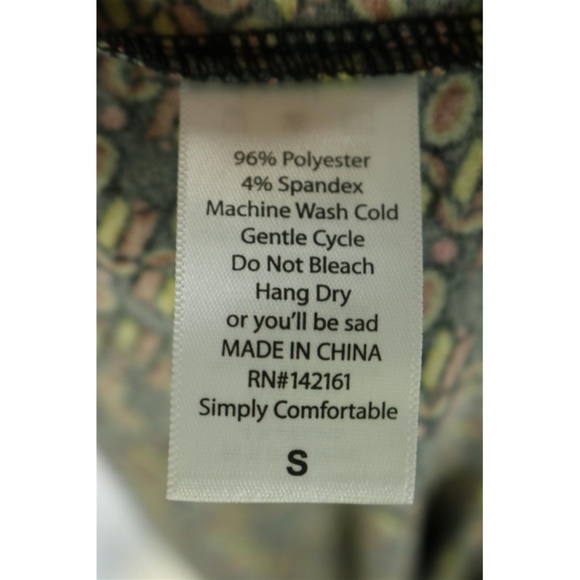 96% Polyester
4% Spandex
Machine Wash Cold
Gentle Cycle
Do Not Bleach
Hang Dry
or you'll be sad
MADE IN CHINA
RN#142161
Simply Comfortable
S